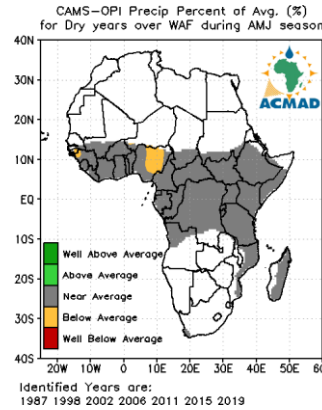 CAMS-OPI Precip Percent of Avg. (%)
for Dry years over WAF during AMJ season
ACMAD
40N
30N
20N
10N
EQ
10S
20S
30S
40S
Well Above Average
Above Average
Near Average
Below Average
Well Below Average
20W 10W 0 10E 20E 30E 40E 50E 60
Identified Years are:
1987 1998 2002 2006 2011 2015 2019